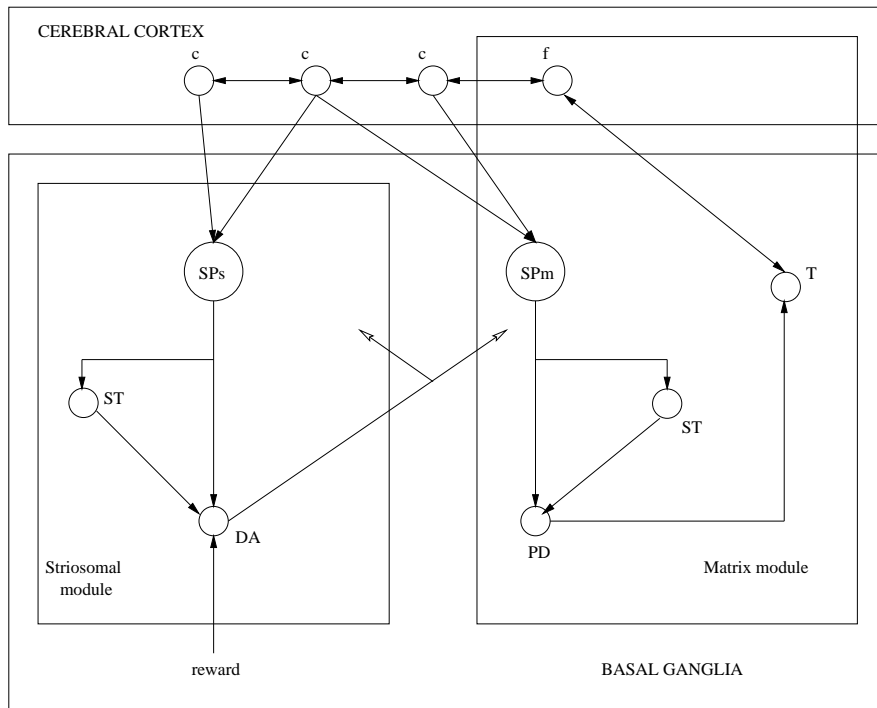 CEREBRAL CORTEX
c
c
c
f
SPs
SPm
T
ST
ST
DA
PD
Striosomal
module
Matrix module
reward
BASAL GANGLIA